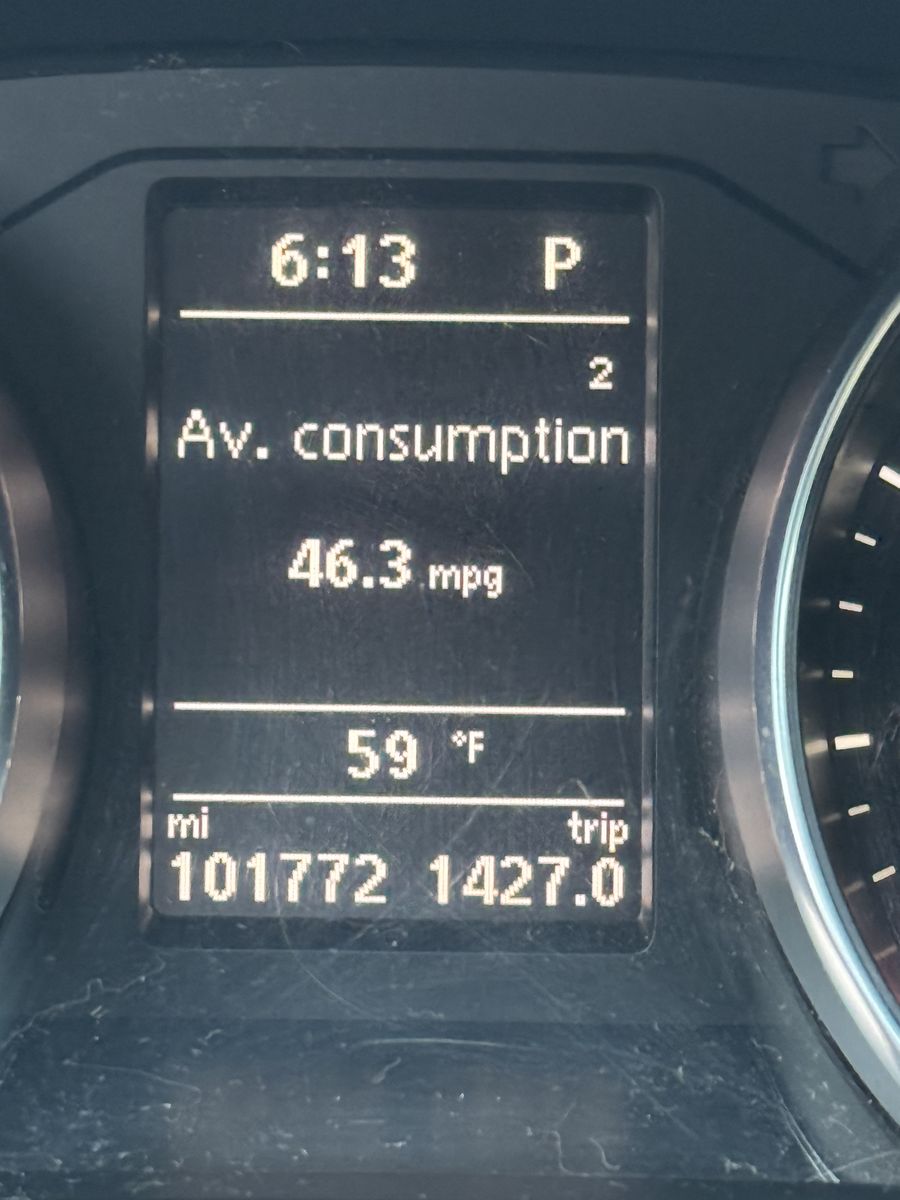 6:13 P
2
Av. consumption
46.3 mpg
59 °F
mi trip
101772 1427.0